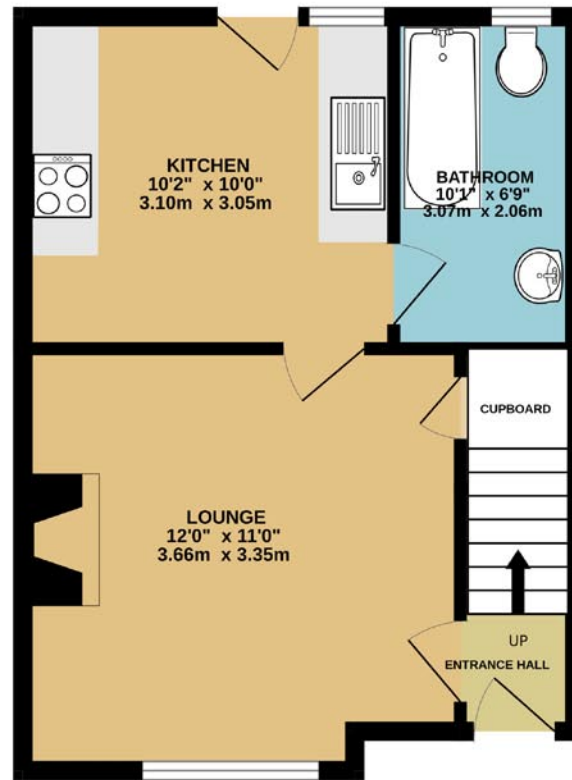 KITCHEN
10'2" x 10'0"
3.10m x 3.05m
BATHROOM
10'1" x 6'9"
3.07m x 2.06m
CUPBOARD
LOUNGE
12'0" x 11'0"
3.66m x 3.35m
UP
ENTRANCE HALL